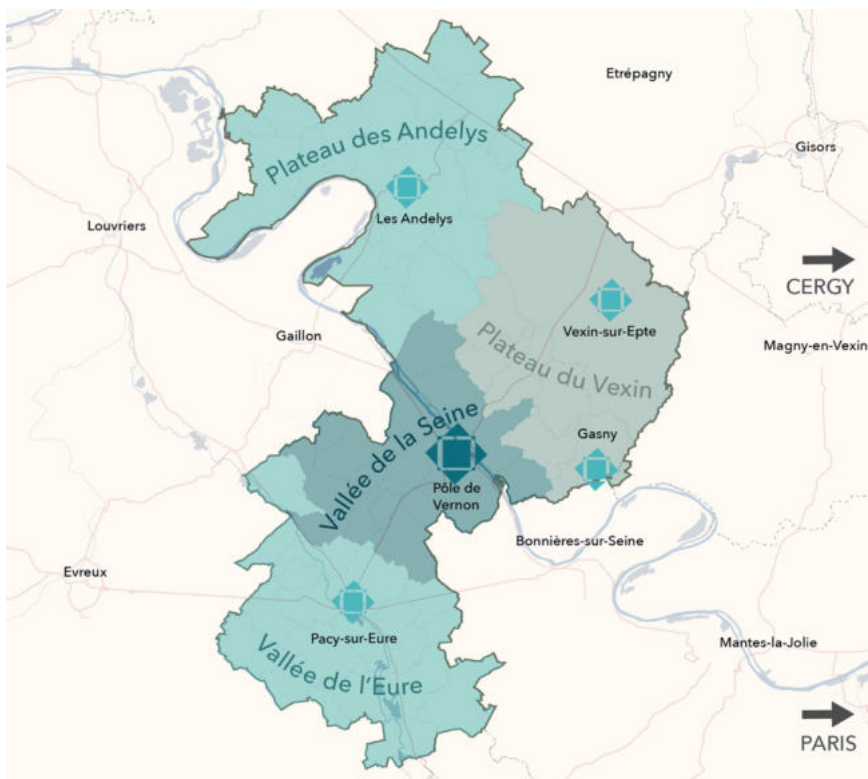 Etrépagny
Plateau des Andelys
Gisors
Les Andelys
Louvriers
CERGY
Vexin-sur-Epte
Gaillon
Magny-en-Vexin
Plateau du Vexin
Vallée de la Seine
Gasny
Pôle de
Vernon
Bonnières-sur-Seine
Evreux
Pacy-sur-Eure
Mantes-la-Jolie
Vallée de l'Eure
PARIS